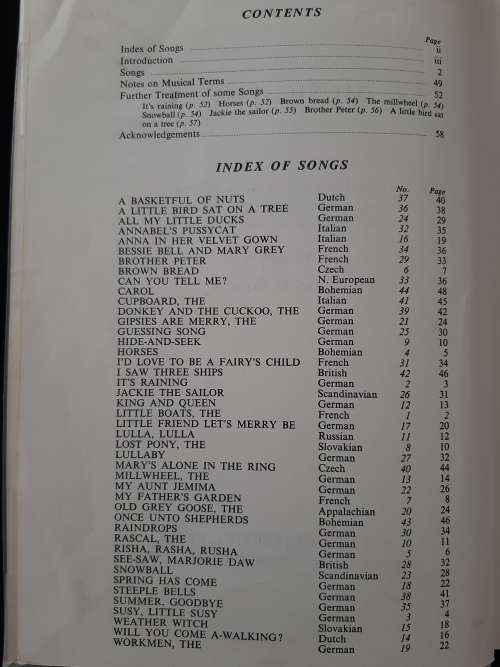 CONTENTS
Page
Index of Songs ii
Introduction iii
Songs 2
Notes on Musical Terms 49
Further Treatment of some Songs 52
It's raining (p. 52) Horses (p. 52) Brown bread (p. 54) The millwheel (p. 54)
Snowball (p. 54) Jackie the sailor (p. 55) Brother Peter (p. 56) A little bird sat
on a tree (p. 57)
Acknowledgements 58
INDEX OF SONGS
No. Page
A BASKETFUL OF NUTS Dutch 37 40
A LITTLE BIRD SAT ON A TREE German 36 38
ALL MY LITTLE DUCKS German 24 29
ANNABEL'S PUSSYCAT Italian 32 35
ANNA IN HER VELVET GOWN Italian 16 19
BESSIE BELL AND MARY GREY French 34 36
BROTHER PETER French 29 33
BROWN BREAD Czech 6 7
CAN YOU TELL ME? N. European 33 36
CAROL Bohemian 44 48
CUPBOARD, THE Italian 41 45
DONKEY AND THE CUCKOO, THE German 39 42
GIPSIES ARE MERRY, THE German 21 24
GUESSING SONG German 25 30
HIDE-AND-SEEK German 9 10
HORSES Bohemian 4 5
I'D LOVE TO BE A FAIRY'S CHILD French 31 34
I SAW THREE SHIPS British 42 46
IT'S RAINING German 2 3
JACKIE THE SAILOR Scandinavian 26 31
KING AND QUEEN German 12 13
LITTLE BOATS, THE French 1 2
LITTLE FRIEND LET'S MERRY BE German 17 20
LULLA, LULLA Russian 11 12
LOST PONY, THE Slovakian 8 10
LULLABY German 27 32
MARY'S ALONE IN THE RING Czech 40 44
MILLWHEEL, THE German 13 14
MY AUNT JEMIMA German 22 26
MY FATHER'S GARDEN French 7 8
OLD GREY GOOSE, THE Appalachian 20 24
ONCE UNTO SHEPHERDS Bohemian 43 46
RAINDROPS German 30 34
RASCAL, THE German 10 11
RISHA, RASHA, RUSHA German 5 6
SEE-SAW, MARJORIE DAW British 28 32
SNOWBALL Scandinavian 23 28
SPRING HAS COME German 18 22
STEEPLE BELLS German 38 41
SUMMER, GOODBYE German 35 37
SUSY, LITTLE SUSY German 3 4
WEATHER WITCH Slovakian 15 18
WILL YOU COME A-WALKING? Dutch 14 16
WORKMEN, THE German 19 22